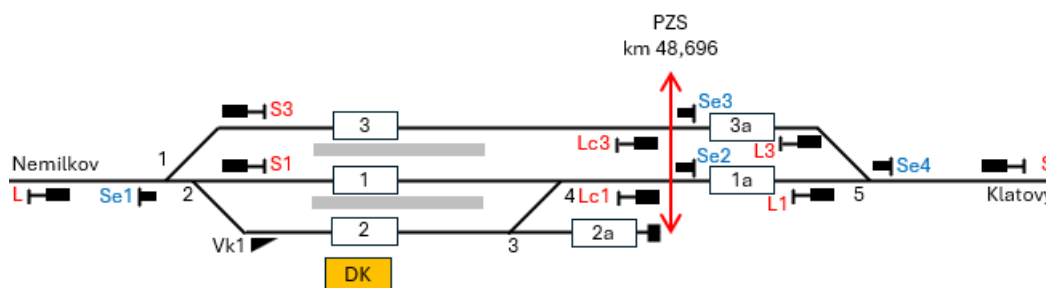 PZS
km 48,696
S3
3
Se3
3a
Lc3
L3
1
Nemilkov
S1
1
Se2
1a
Se4
S
L
Se1
2
4
Lc1
L1
5
Klatovy
Vk1
2
3
2a
DK